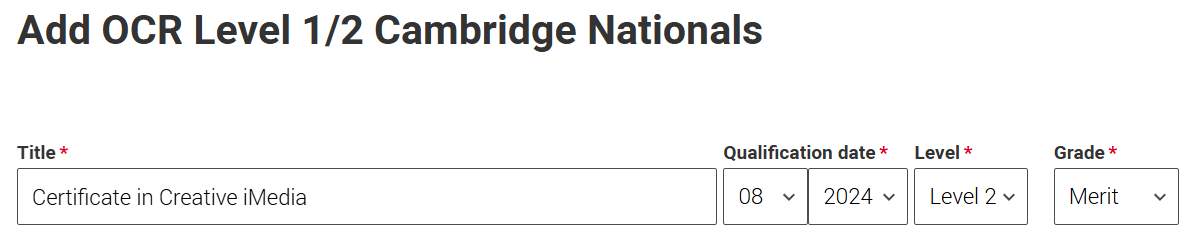 Add OCR Level 1/2 Cambridge Nationals
Title * Qualification date * Level * Grade *
Certificate in Creative iMedia 08 2024 Level 2 Merit